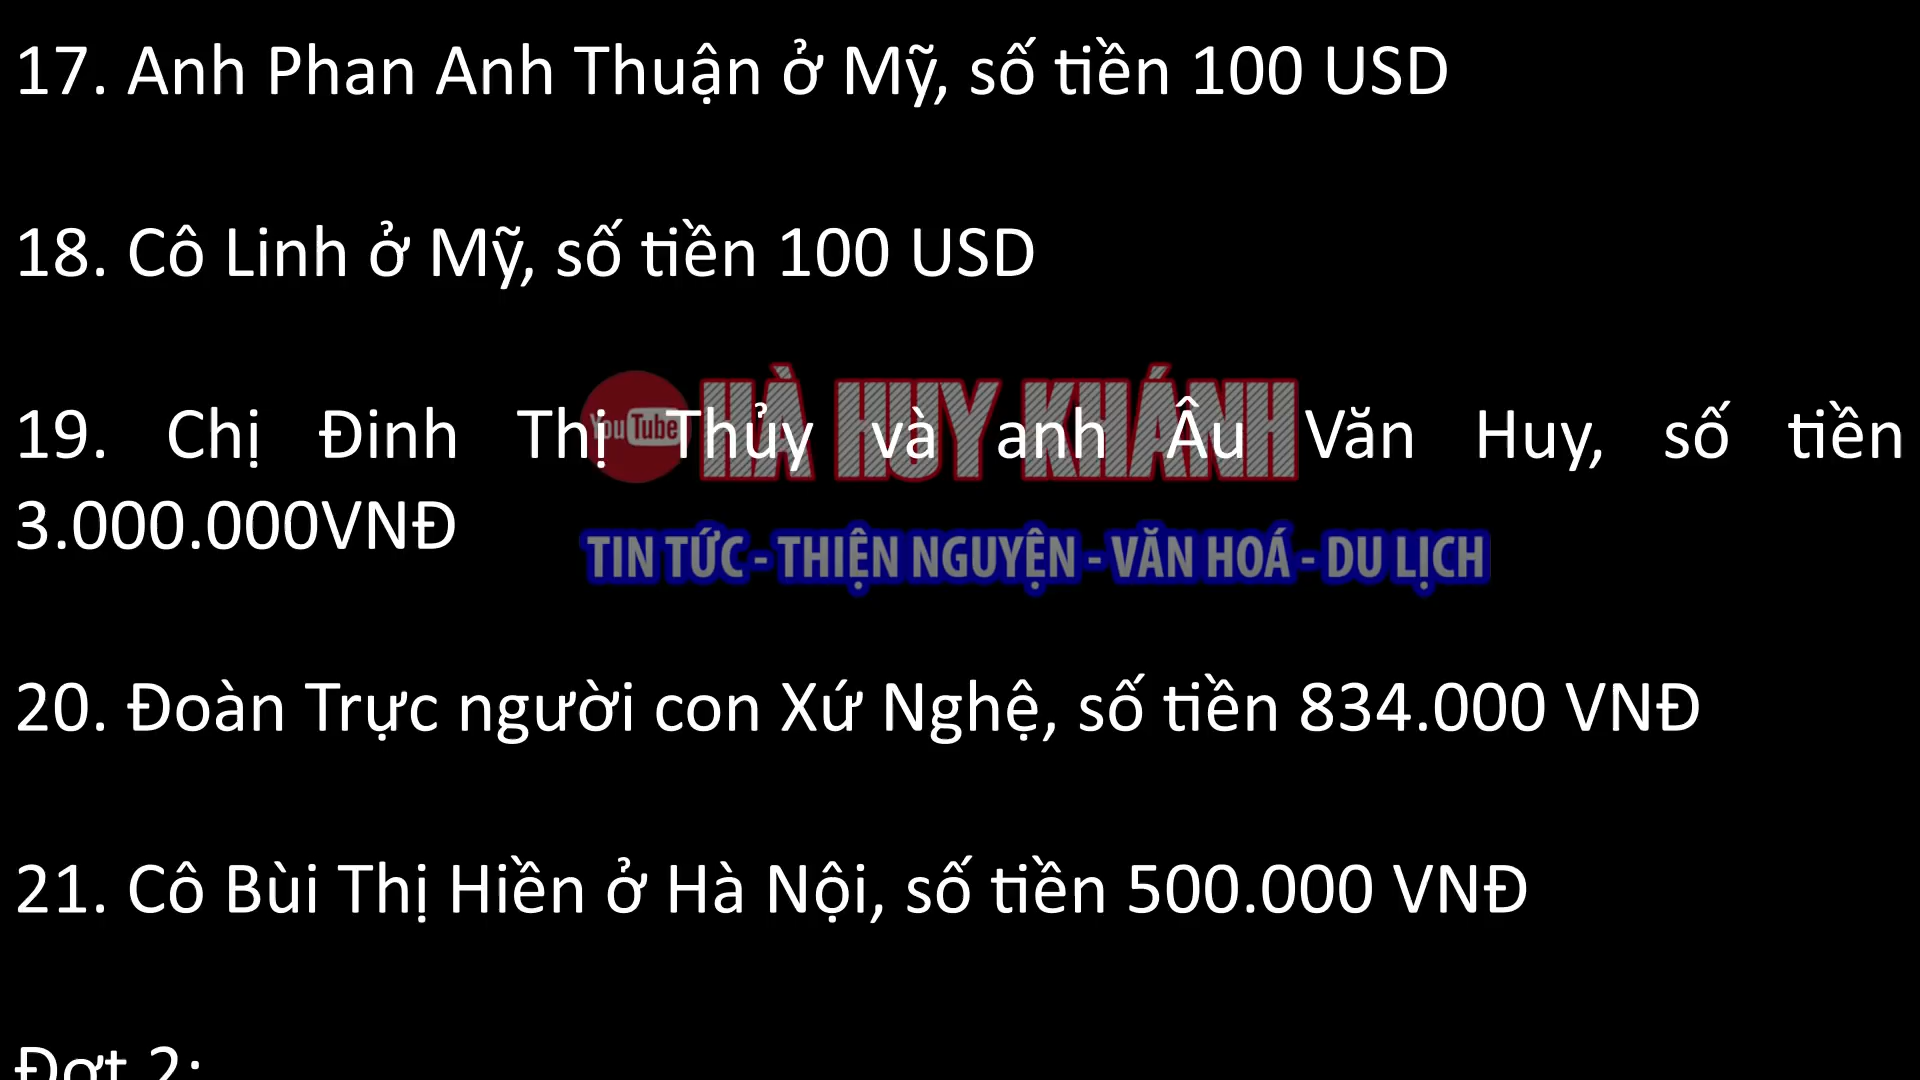 17. Anh Phan Anh Thuận ở Mỹ, số tiền 100 USD
18. Cô Linh ở Mỹ, số tiền 100 USD
YouTube HÀ HUY KHÁNH
19. Chị Đinh Thị Thủy và anh Âu Văn Huy, số tiền
3.000.000VNĐ
TIN TỨC - THIỆN NGUYỆN - VĂN HOÁ - DU LỊCH
20. Đoàn Trực người con Xứ Nghệ, số tiền 834.000 VNĐ
21. Cô Bùi Thị Hiền ở Hà Nội, số tiền 500.000 VNĐ
Đợt 2: